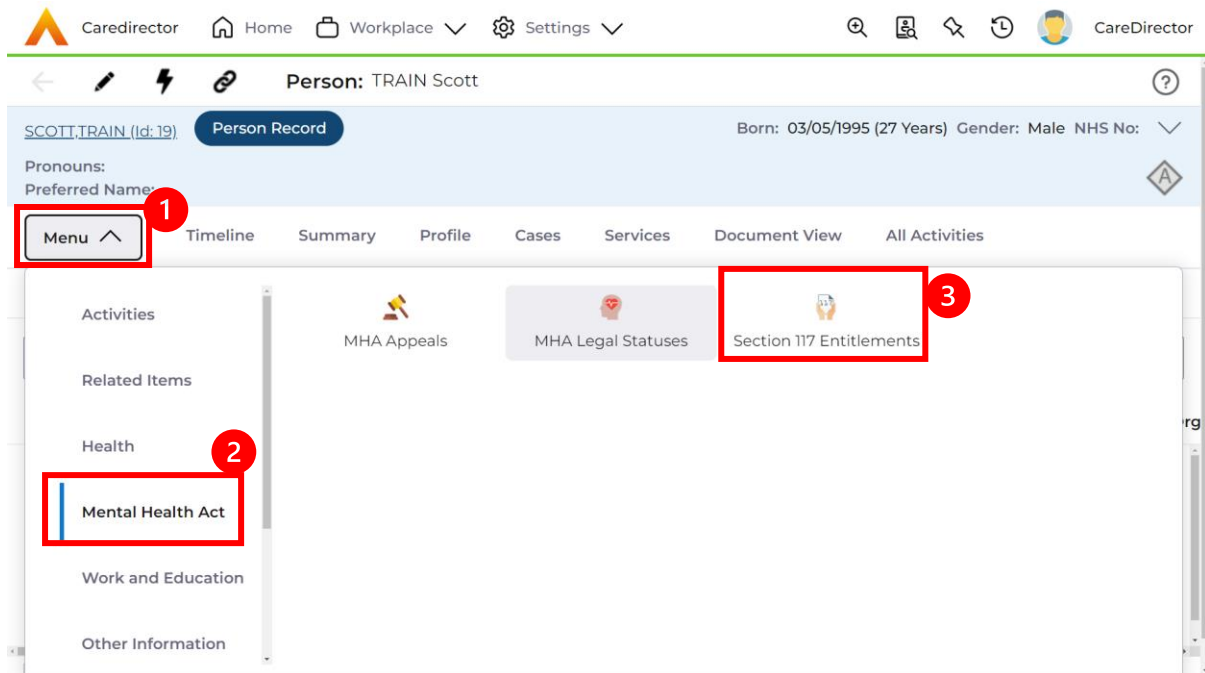 Caredirector Home Workplace Settings CareDirector
Person: TRAIN Scott
SCOTT,TRAIN (Id: 19) Person Record Born: 03/05/1995 (27 Years) Gender: Male NHS No:
Pronouns:
Preferred Name:
A
1
Menu Timeline Summary Profile Cases Services Document View All Activities
3
Activities
MHA Appeals MHA Legal Statuses Section 117 Entitlements
Related Items
rg
Health
2
Mental Health Act
Work and Education
Other Information